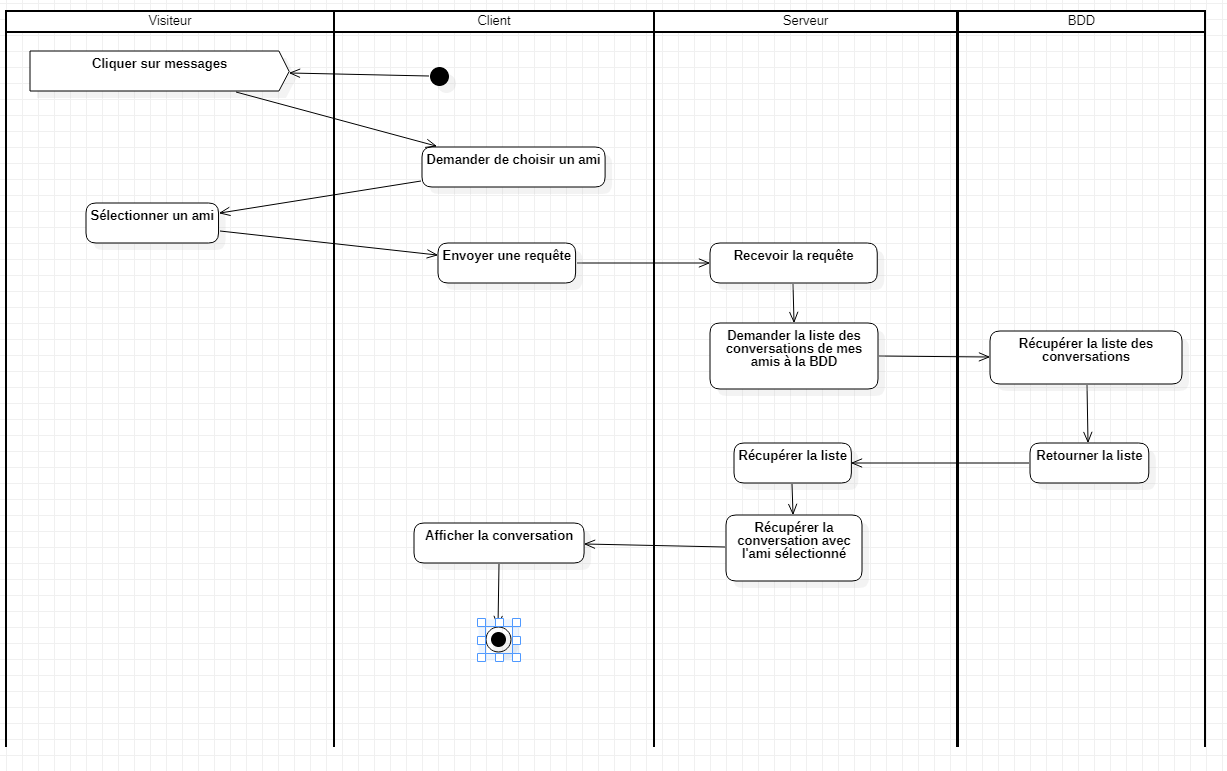 Visiteur
Client
Serveur
BDD
Cliquer sur messages
Demander de choisir un ami
Sélectionner un ami
Envoyer une requête
Recevoir la requête
Demander la liste des
conversations de mes
amis à la BDD
Récupérer la liste des
conversations
Retourner la liste
Récupérer la liste
Récupérer la
conversation avec
l'ami sélectionné
Afficher la conversation